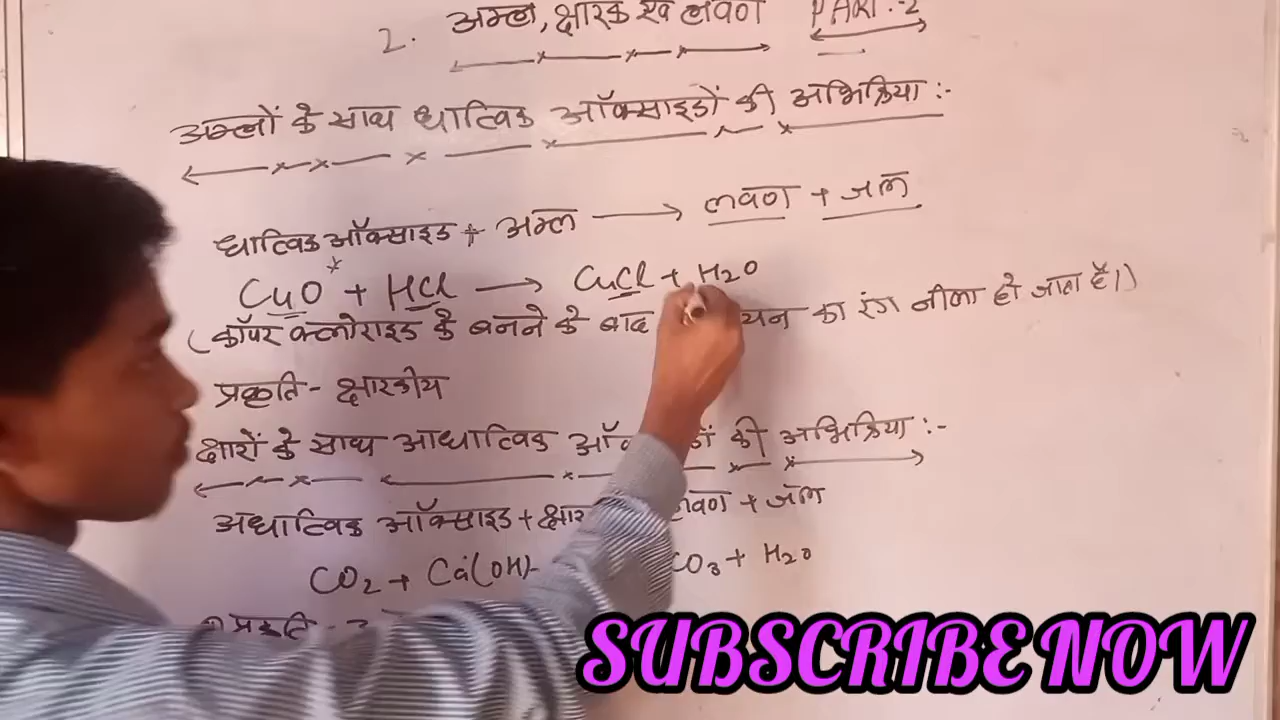 2. अम्ल, क्षारक एवं लवण PART-2
अम्लों के साथ धात्विक ऑक्साइडों की अभिक्रिया :-
धात्विक ऑक्साइड + अम्ल → लवण + जल
CuO + HCl → CuCl + H2O
(कॉपर क्लोराइड के बनने के बाद का रंग नीला हो जाता है।)
प्रकृति - क्षारकीय
क्षारों के साथ अधात्विक की अभिक्रिया :-
अधात्विक ऑक्साइड + लवण + जल
CO2 + Ca(OH) CO3 + H2O
प्रकृति -
SUBSCRIBE NOW